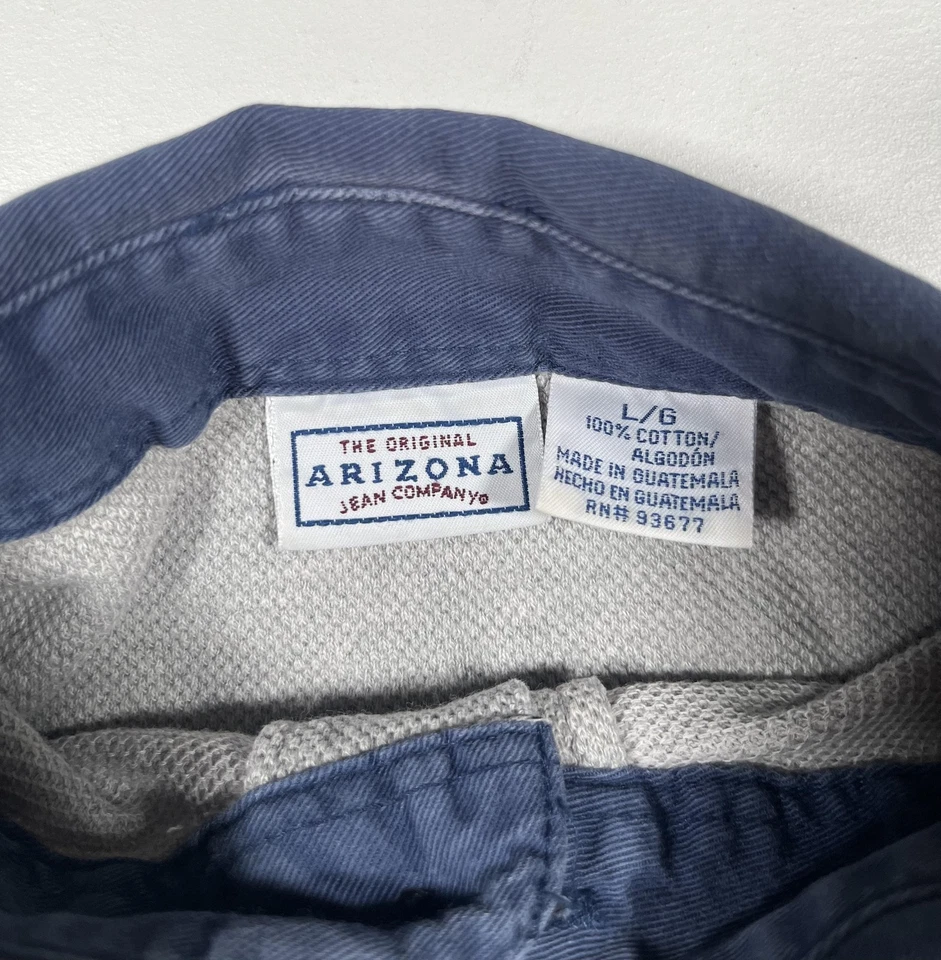 THE ORIGINAL
ARIZONA
JEAN COMPANY®
L/G
100% COTTON/
ALGODÓN
MADE IN GUATEMALA
HECHO EN GUATEMALA
RN# 93677